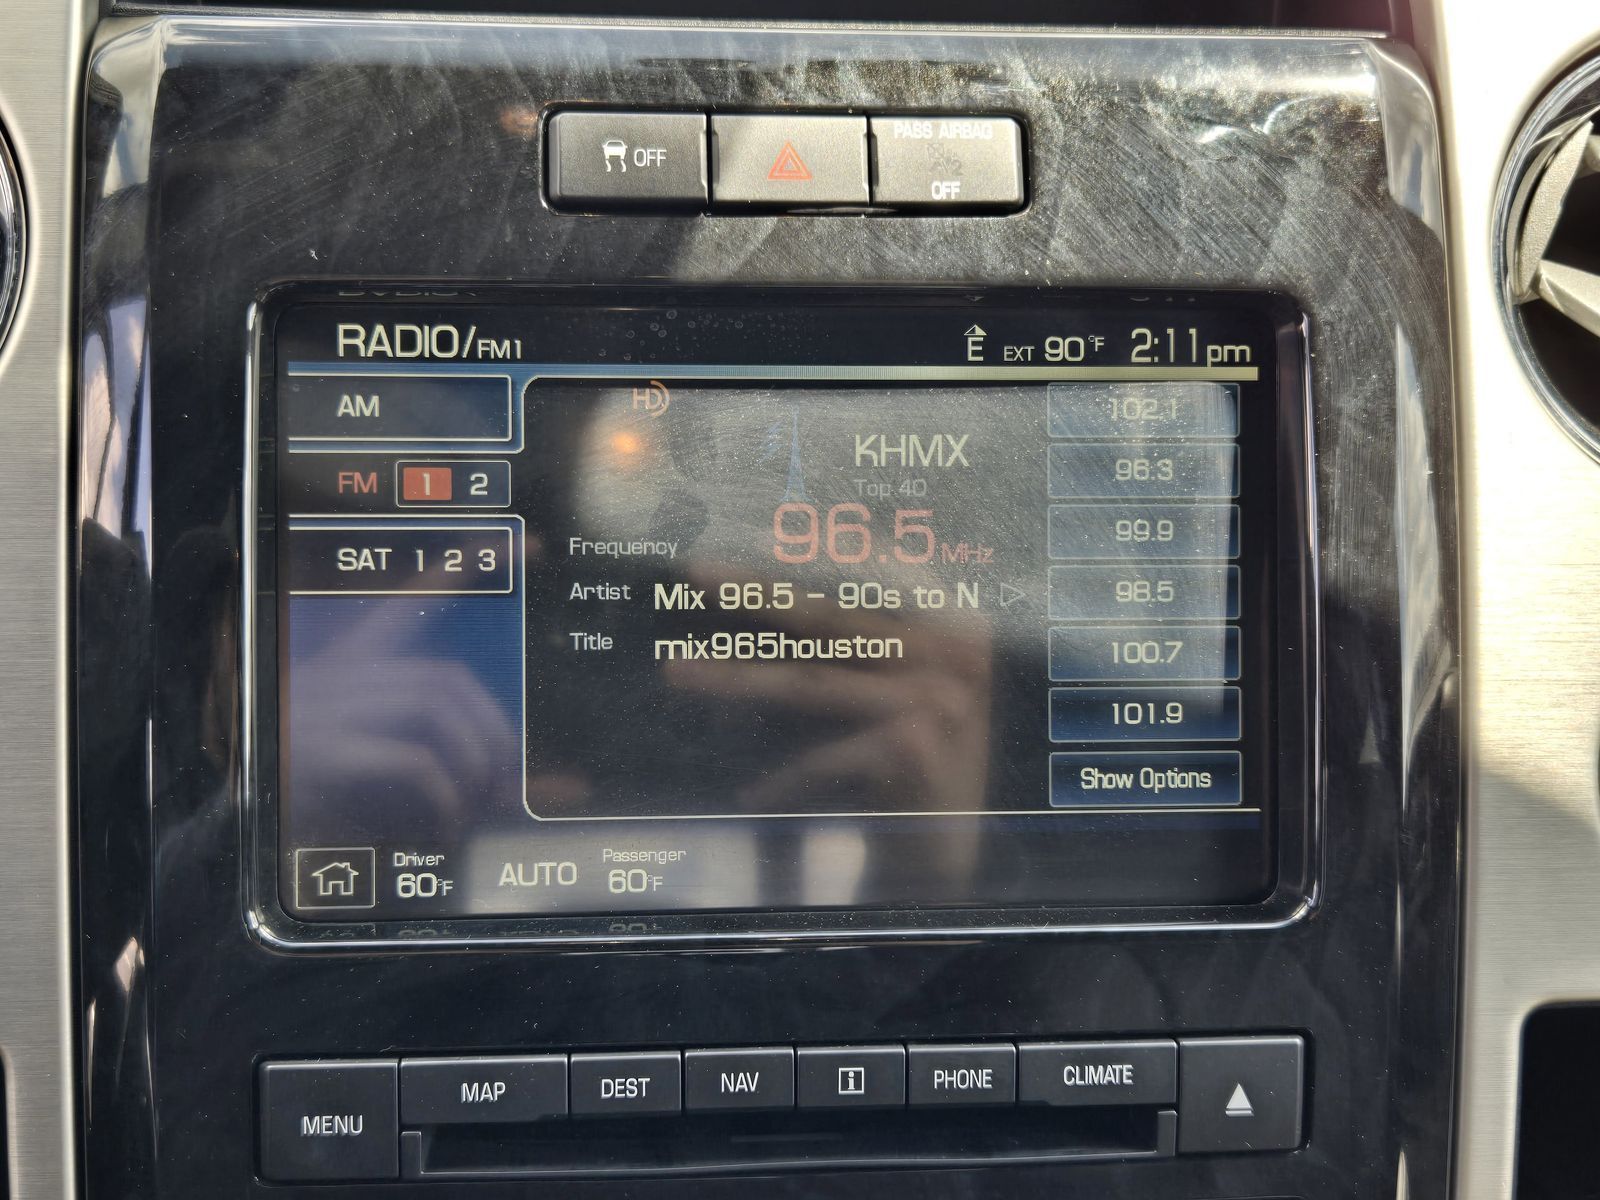 OFF
PASS AIRBAG
OFF
RADIO/FM1
E EXT 90°F 2:11pm
AM
FM 1 2
SAT 1 2 3
HD
KHMX
Top 40
Frequency 96.5 MHz
Artist Mix 96.5 - 90s to N
Title mix965houston
102.1
96.3
99.9
98.5
100.7
101.9
Show Options
Driver
60°F
AUTO
Passenger
60°F
MENU
MAP
DEST
NAV
i
PHONE
CLIMATE